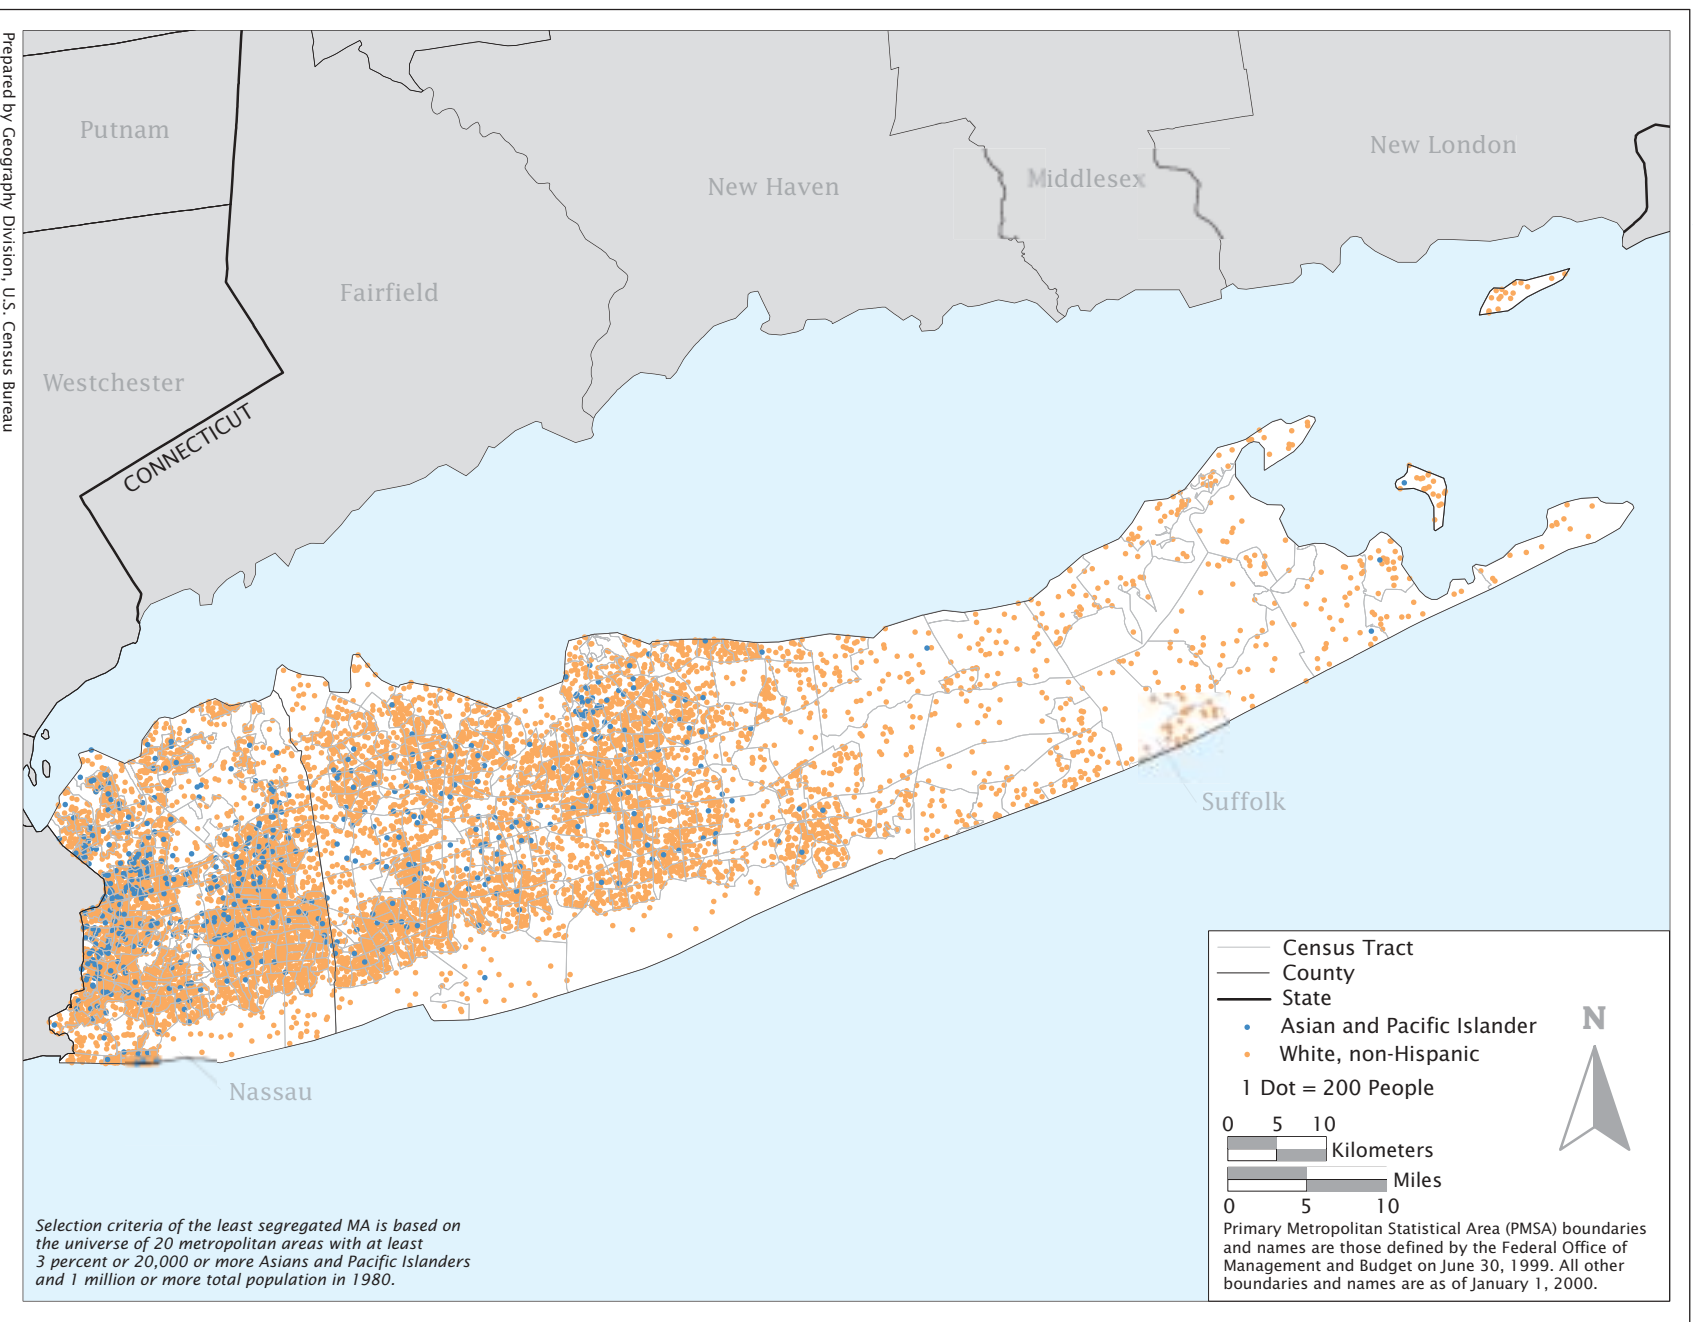 Prepared by Geography Division, U.S. Census Bureau
Putnam
New London
Middlesex
New Haven
Fairfield
Westchester
CONNECTICUT
Suffolk
Nassau
Census Tract
County
State
Asian and Pacific Islander
White, non-Hispanic
1 Dot = 200 People
N
0 5 10
Kilometers
Miles
0 5 10
Primary Metropolitan Statistical Area (PMSA) boundaries
and names are those defined by the Federal Office of
Management and Budget on June 30, 1999. All other
boundaries and names are as of January 1, 2000.
Selection criteria of the least segregated MA is based on
the universe of 20 metropolitan areas with at least
3 percent or 20,000 or more Asians and Pacific Islanders
and 1 million or more total population in 1980.